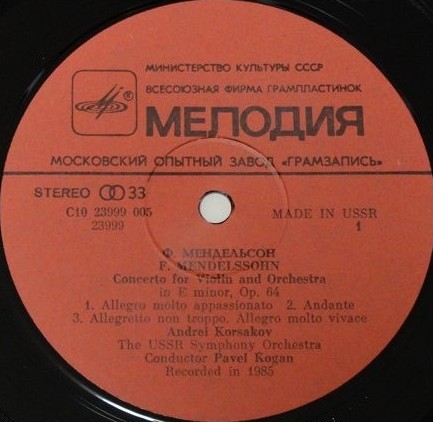 МИНИСТЕРСТВО КУЛЬТУРЫ СССР
ВСЕСОЮЗНАЯ ФИРМА ГРАМПЛАСТИНОК
МЕЛОДИЯ
МОСКОВСКИЙ ОПЫТНЫЙ ЗАВОД «ГРАМЗАПИСЬ»
STEREO 33
С10 23999 005
23999
MADE IN USSR
1
Ф. МЕНДЕЛЬСОН
F. MENDELSSOHN
Concerto for Violin and Orchestra
in E minor, Op. 64
1. Allegro molto appassionato 2. Andante
3. Allegretto non troppo. Allegro molto vivace
Andrei Korsakov
The USSR Symphony Orchestra
Conductor Pavel Kogan
Recorded in 1985